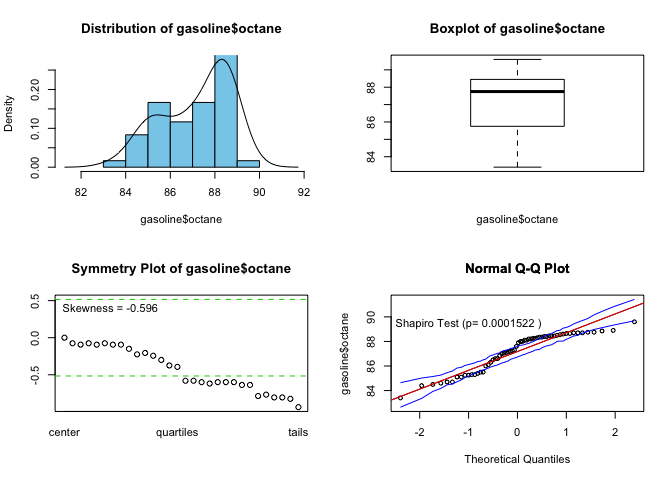 Distribution of gasoline$octane
Density
0.00 0.10 0.20
82 84 86 88 90 92
gasoline$octane
Boxplot of gasoline$octane
84 86 88
gasoline$octane
Symmetry Plot of gasoline$octane
0.5
Skewness = -0.596
0.0
-0.5
center quartiles tails
Normal Q-Q Plot
gasoline$octane
84 86 88 90
Shapiro Test (p= 0.0001522 )
-2 -1 0 1 2
Theoretical Quantiles